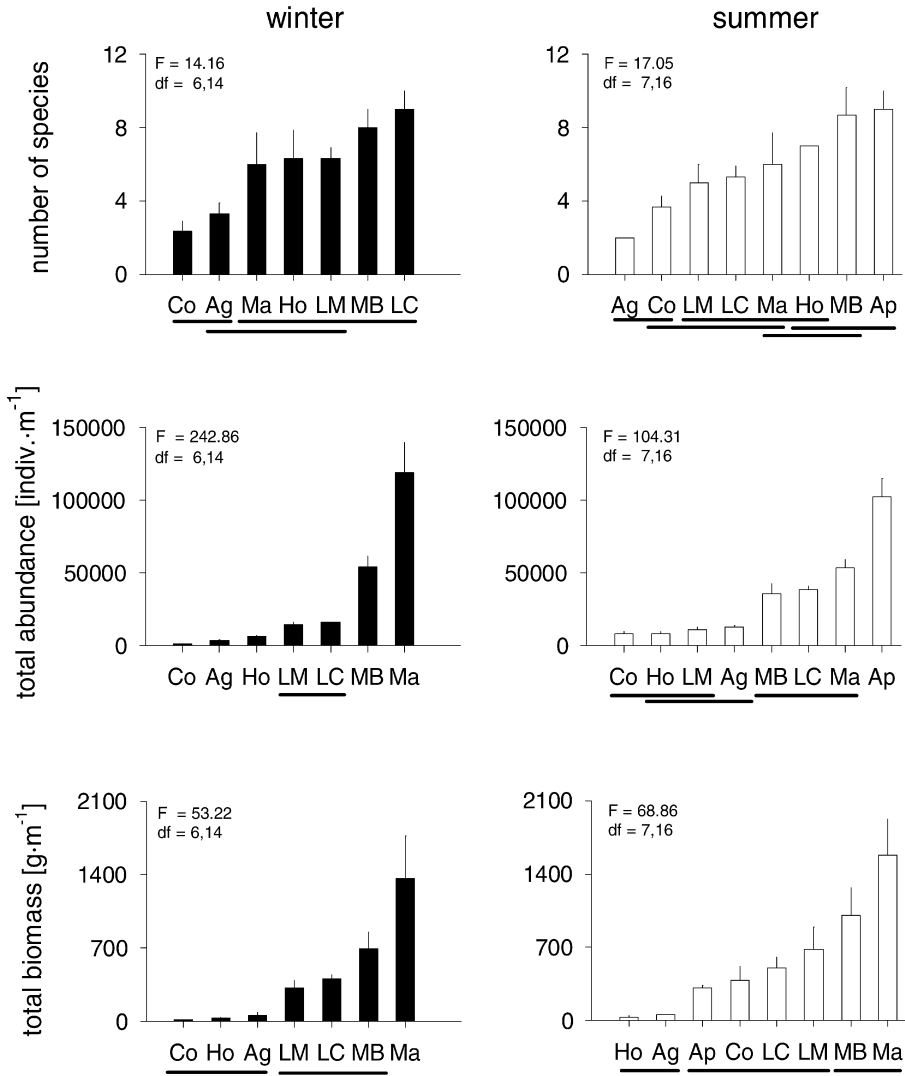 winter
summer
number of species
12
8
4
0
F = 14.16
df = 6,14
Co Ag Ma Ho LM MB LC
12
8
4
0
F = 17.05
df = 7,16
Ag Co LM LC Ma Ho MB Ap
total abundance [indiv.·m⁻¹]
150000
100000
50000
0
F = 242.86
df = 6,14
Co Ag Ho LM LC MB Ma
150000
100000
50000
0
F = 104.31
df = 7,16
Co Ho LM Ag MB LC Ma Ap
total biomass [g·m⁻¹]
2100
1400
700
0
F = 53.22
df = 6,14
Co Ho Ag LM LC MB Ma
2100
1400
700
0
F = 68.86
df = 7,16
Ho Ag Ap Co LC LM MB Ma